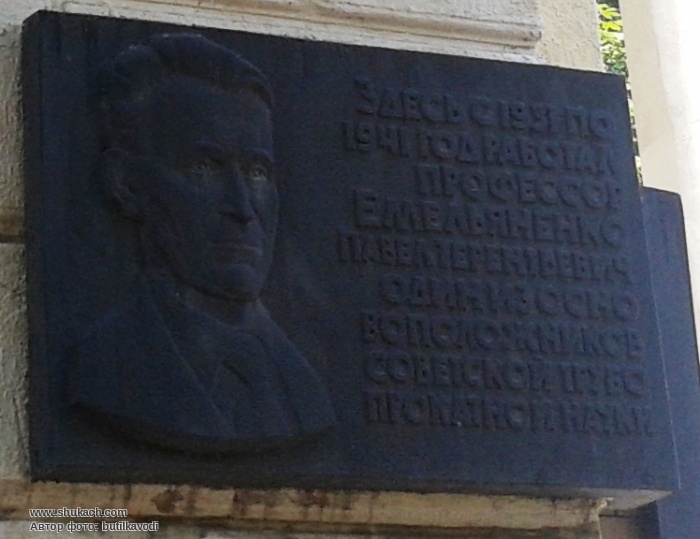 ЗДЕСЬ С 1931 ПО
1941 ГОД РАБОТАЛ
ПРОФЕССОР
ЕМЕЛЬЯНЕНКО
ПАВЕЛ ТЕРЕНТЬЕВИЧ
ОДИН ИЗ ОСНО
ВОПОЛОЖНИКОВ
СОВЕТСКОЙ ТРУБО
ПРОКАТНОЙ НАУКИ
www.shukach.com
Автор фото: butilkavodi